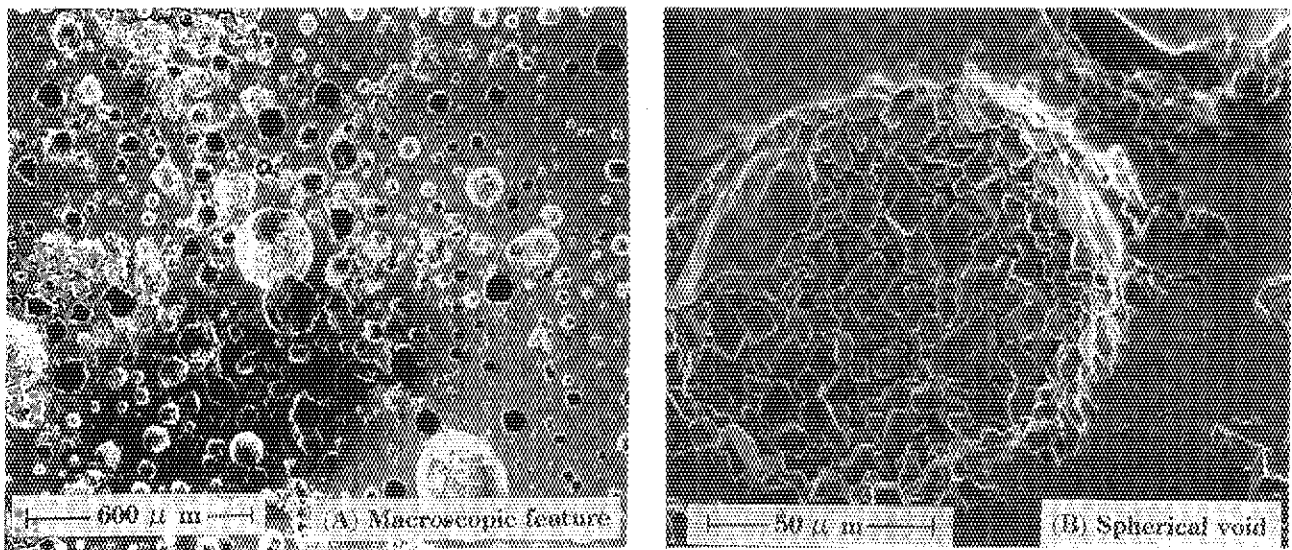 600 μ m
(A) Macroscopic feature
50 μ m
(B) Spherical void